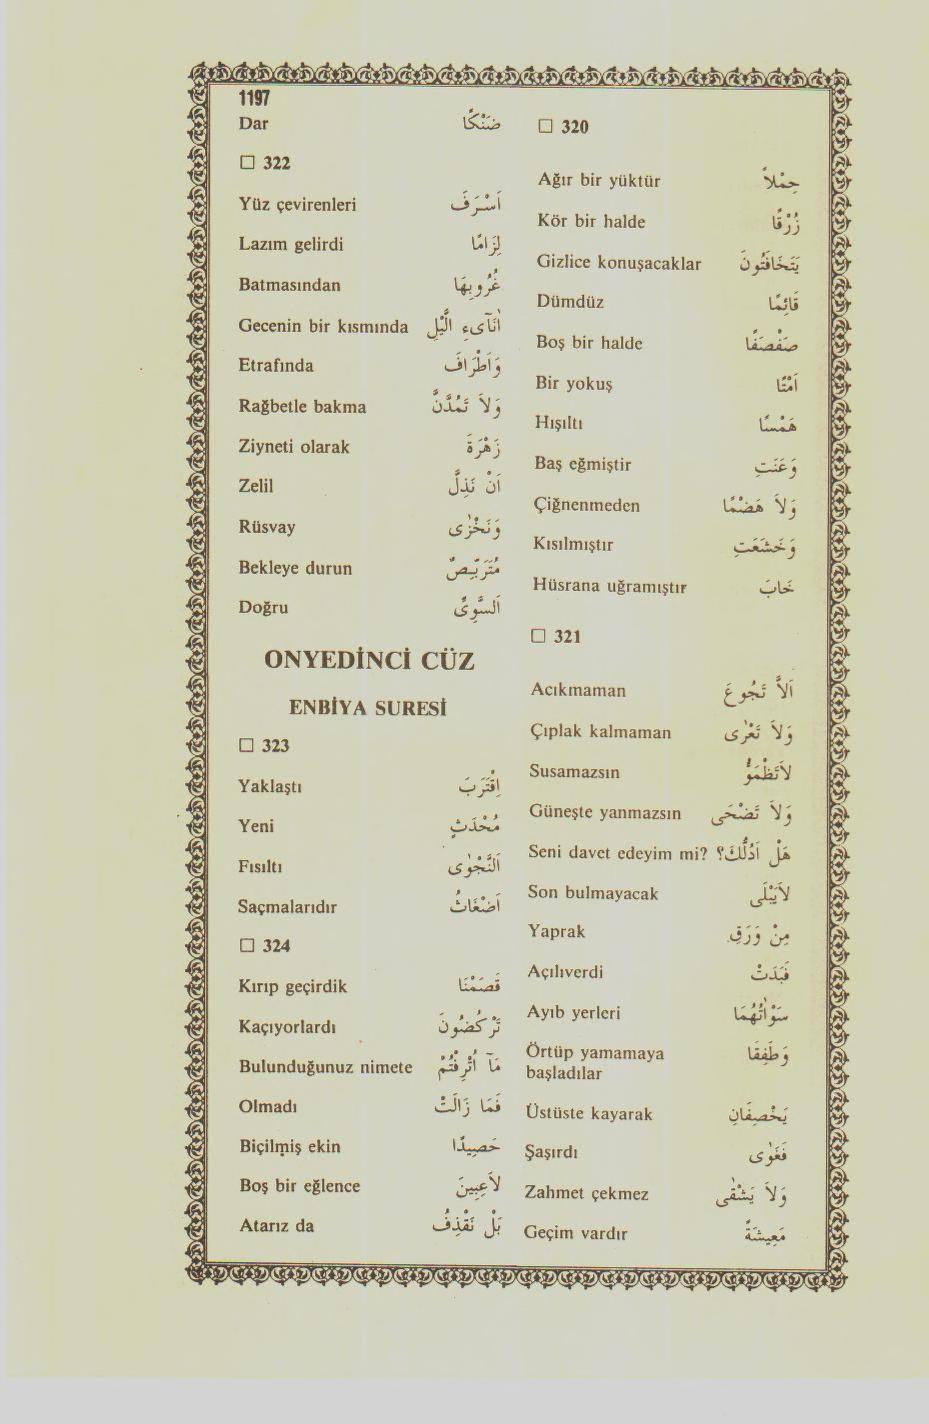 1197
□ 320
Ağır bir yüktür حِمْلاً
Kör bir halde زُرْقًا
Gizlice konuşacaklar يَتَخَافَتُونَ
Dümdüz قَائِمًا
Boş bir halde صَفْصَفًا
Bir yokuş اَمْتًا
Hışıltı هَمْسًا
Baş eğmiştir وَعَنَتِ
Çiğnenmeden وَلاَ هَضْمًا
Kısılmıştır وَخَشَعَتِ
Hüsrana uğramıştır خَابَ
□ 321
Acıkmaman اَلاَّ تَجُوعَ
Çıplak kalmaman وَلاَ تَعْرٰى
Susamazsın لاَتَظْمَؤُ
Güneşte yanmazsın وَلاَ تَضْحٰى
Seni davet edeyim mi? هَلْ اَدُلُّكَ؟
Son bulmayacak لاَيَبْلٰى
Yaprak مِنْ وَرَقِ
Açılıverdi فَبَدَتْ
Ayıb yerleri سَوْاٰتُهُمَا
Örtüp yamamaya وَطَفِقَا
başladılar
Üstüste kayarak يَخْصِفَانِ
Şaşırdı فَغَوٰى
Zahmet çekmez وَلاَ يَشْقٰى
Geçim vardır مَعِيشَةً
Dar ضَنْكًا
□ 322
Yüz çevirenleri اَسْرَفَ
Lazım gelirdi لِزَامًا
Batmasından غُرُوبِهَا
Gecenin bir kısmında اٰنَآىءِ الَّيْلِ
Etrafında وَاَطْرَافَ
Rağbetle bakma وَلاَ تَمُدَّنَّ
Ziyneti olarak زَهْرَةَ
Zelil اَنْ نَذِلَّ
Rüsvay وَنَخْزٰى
Bekleye durun مُتَرَبِّصٌ
Doğru اَلسَّوِىِّ
ONYEDİNCİ CÜZ
ENBİYA SURESİ
□ 323
Yaklaştı اِقْتَرَبَ
Yeni مُحْدَثٍ
Fısıltı اَلنَّجْوٰى
Saçmalarıdır اَضْغَاثُ
□ 324
Kırıp geçirdik قَصَمْنَا
Kaçıyorlardı تَرْكُضُونَ
Bulunduğunuz nimete مَآ اُتْرِفْتُمْ
Olmadı فَمَا زَالَتْ
Biçilmiş ekin حَصِيدًا
Boş bir eğlence لاَعِبِينَ
Atarız da بَلْ نَقْذِفُ